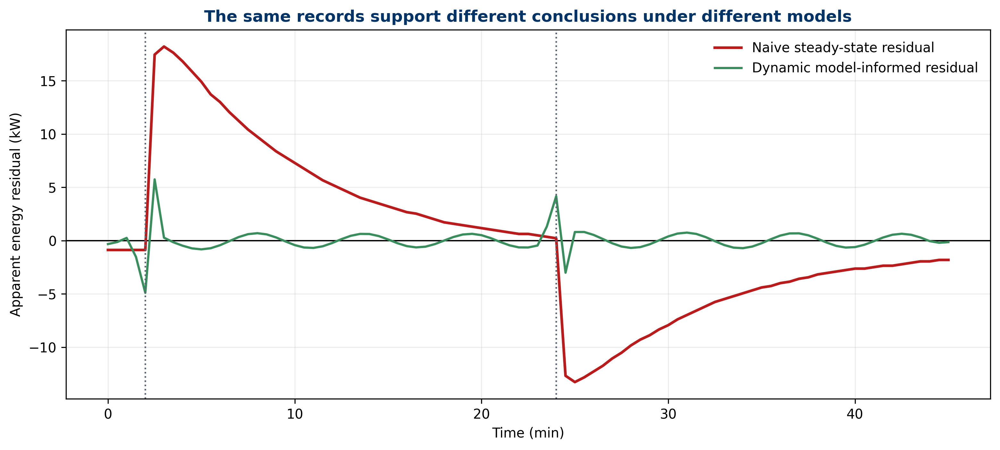 The same records support different conclusions under different models
Naive steady-state residual
Dynamic model-informed residual
Apparent energy residual (kW)
15
10
5
0
−5
−10
0 10 20 30 40
Time (min)